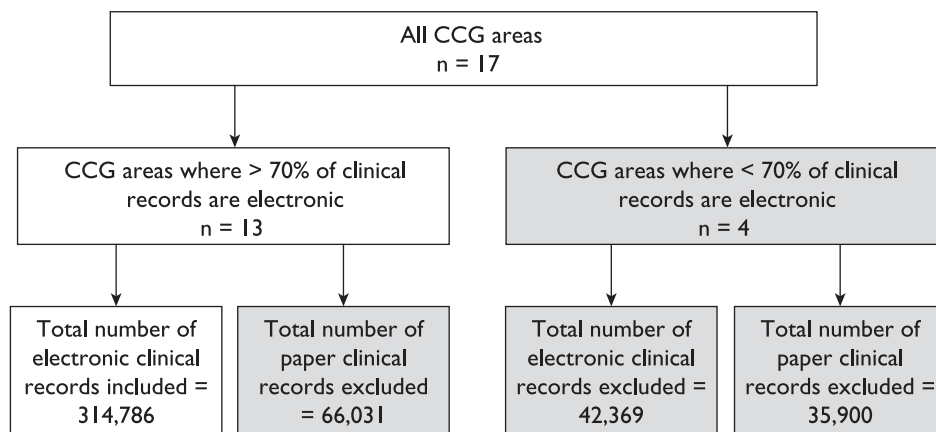 All CCG areas
n = 17
CCG areas where > 70% of clinical
records are electronic
n = 13
CCG areas where < 70% of clinical
records are electronic
n = 4
Total number of
electronic clinical
records included =
314,786
Total number of
paper clinical
records excluded
= 66,031
Total number of
electronic clinical
records excluded =
42,369
Total number of
paper clinical
records excluded =
35,900